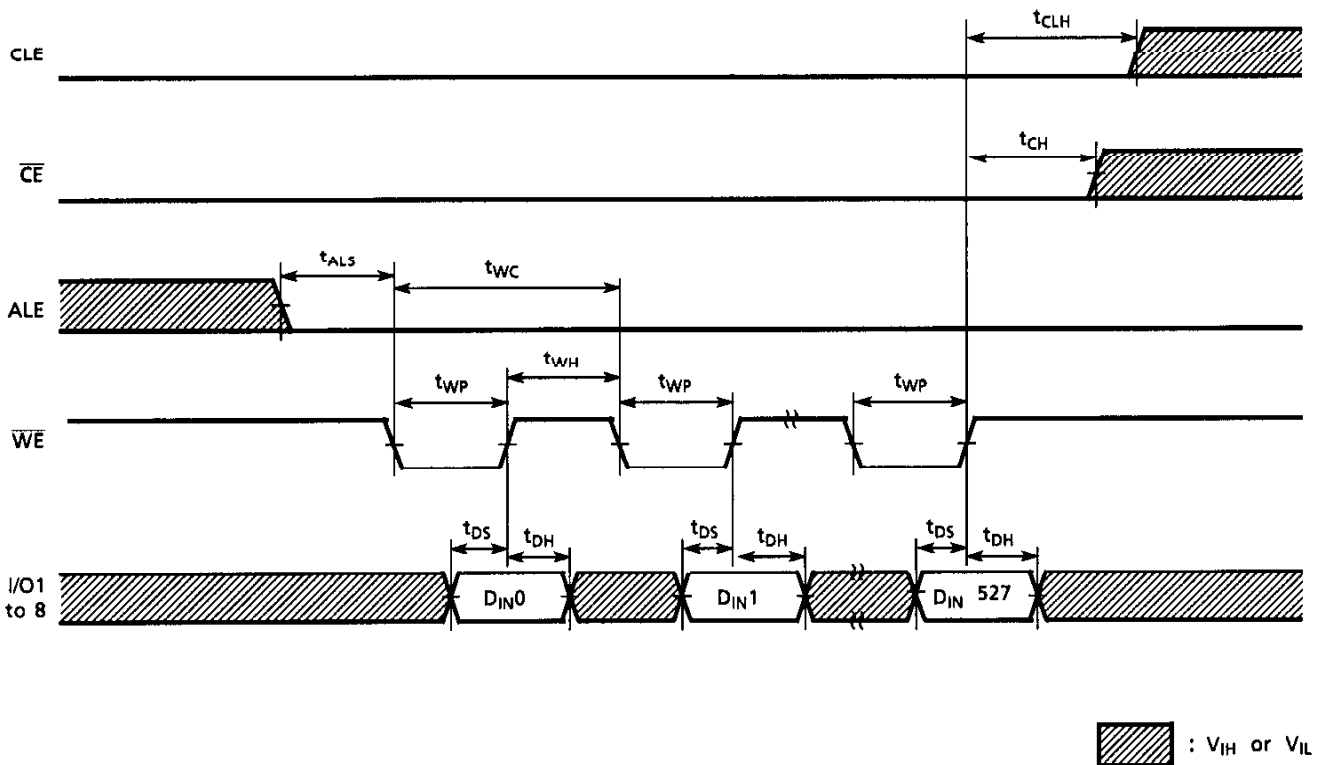 CLE
tCLH
CE
tCH
ALE
tALS
tWC
WE
tWP
tWH
tWP
tWP
I/O1
to 8
tDS
tDH
tDS
tDH
tDS
tDH
DIN0
DIN1
DIN 527
: VIH or VIL